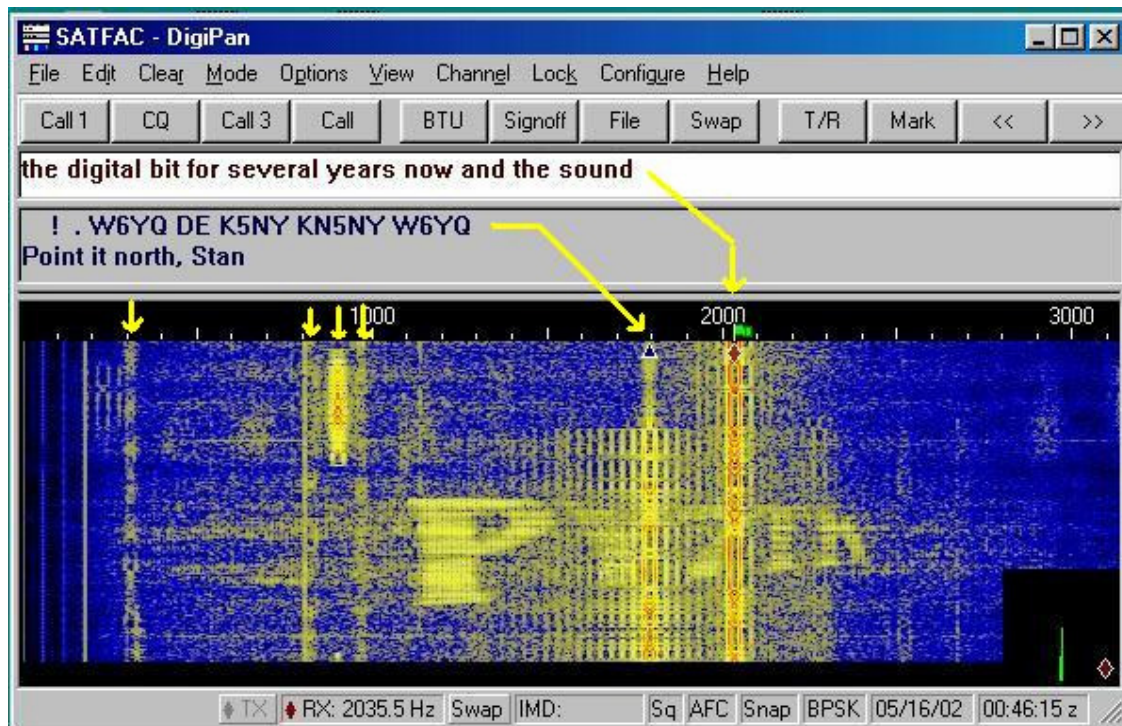 SATFAC - DigiPan
File Edit Clear Mode Options View Channel Lock Configure Help
Call 1 CQ Call 3 Call BTU Signoff File Swap T/R Mark << >>
the digital bit for several years now and the sound
! . W6YQ DE K5NY KN5NY W6YQ
Point it north, Stan
1000 2000 3000
TX RX: 2035.5 Hz Swap IMD: Sq AFC Snap BPSK 05/16/02 00:46:15 z